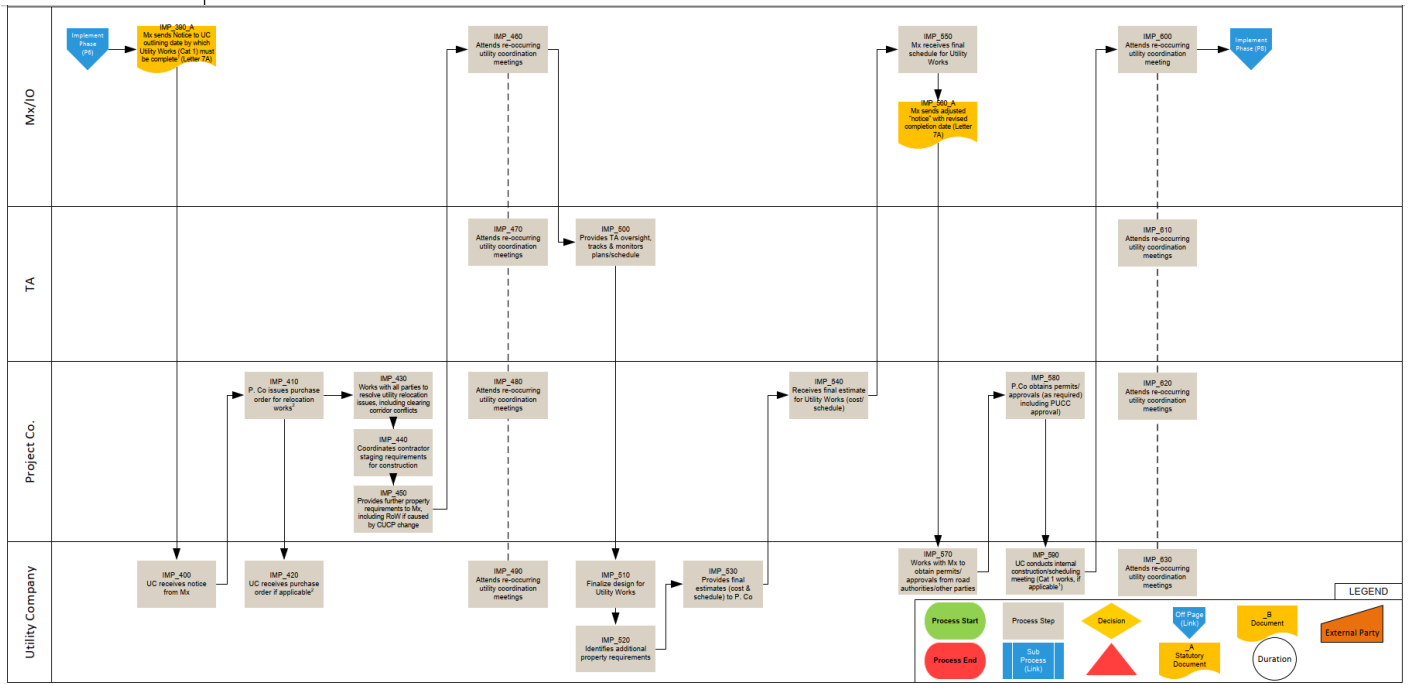 Mx/IO
Implement
Phase
(P6)
IMP_390_A
Mx sends Notice to UC
outlining date by which
Utility Works (Cat 1) must
be complete¹ (Letter 7A)
IMP_460
Attends re-occurring
utility coordination
meetings
IMP_550
Mx receives final
schedule for Utility
Works
IMP_560_A
Mx sends adjusted
"notice" with revised
completion date (Letter
7A)
IMP_600
Attends re-occurring
utility coordination
meeting
Implement
Phase (P8)
TA
IMP_470
Attends re-occurring
utility coordination
meetings
IMP_500
Provides TA oversight,
tracks & monitors
plans/schedule
IMP_610
Attends re-occurring
utility coordination
meetings
Project Co.
IMP_410
P. Co issues purchase
order for relocation
works²
IMP_430
Works with all parties to
resolve utility relocation
issues, including clearing
corridor conflicts
IMP_440
Coordinates contractor
staging requirements
for construction
IMP_450
Provides further property
requirements to Mx,
including RoW if caused
by CUCP change
IMP_480
Attends re-occurring
utility coordination
meetings
IMP_540
Receives final estimate
for Utility Works (cost/
schedule)
IMP_580
P.Co obtains permits/
approvals (as required)
including PUCC
approval)
IMP_620
Attends re-occurring
utility coordination
meetings
Utility Company
IMP_400
UC receives notice
from Mx
IMP_420
UC receives purchase
order if applicable²
IMP_490
Attends re-occurring
utility coordination
meetings
IMP_510
Finalize design for
Utility Works
IMP_520
Identifies additional
property requirements
IMP_530
Provides final
estimates (cost &
schedule) to P. Co
IMP_570
Works with Mx to
obtain permits/
approvals from road
authorities/other parties
IMP_590
UC conducts internal
construction/scheduling
meeting (Cat 1 works, if
applicable¹)
IMP_630
Attends re-occurring
utility coordination
meetings
LEGEND
Process Start
Process Step
Decision
Off Page
(Link)
_B
Document
External Party
Process End
Sub
Process
(Link)
_A
Statutory
Document
Duration